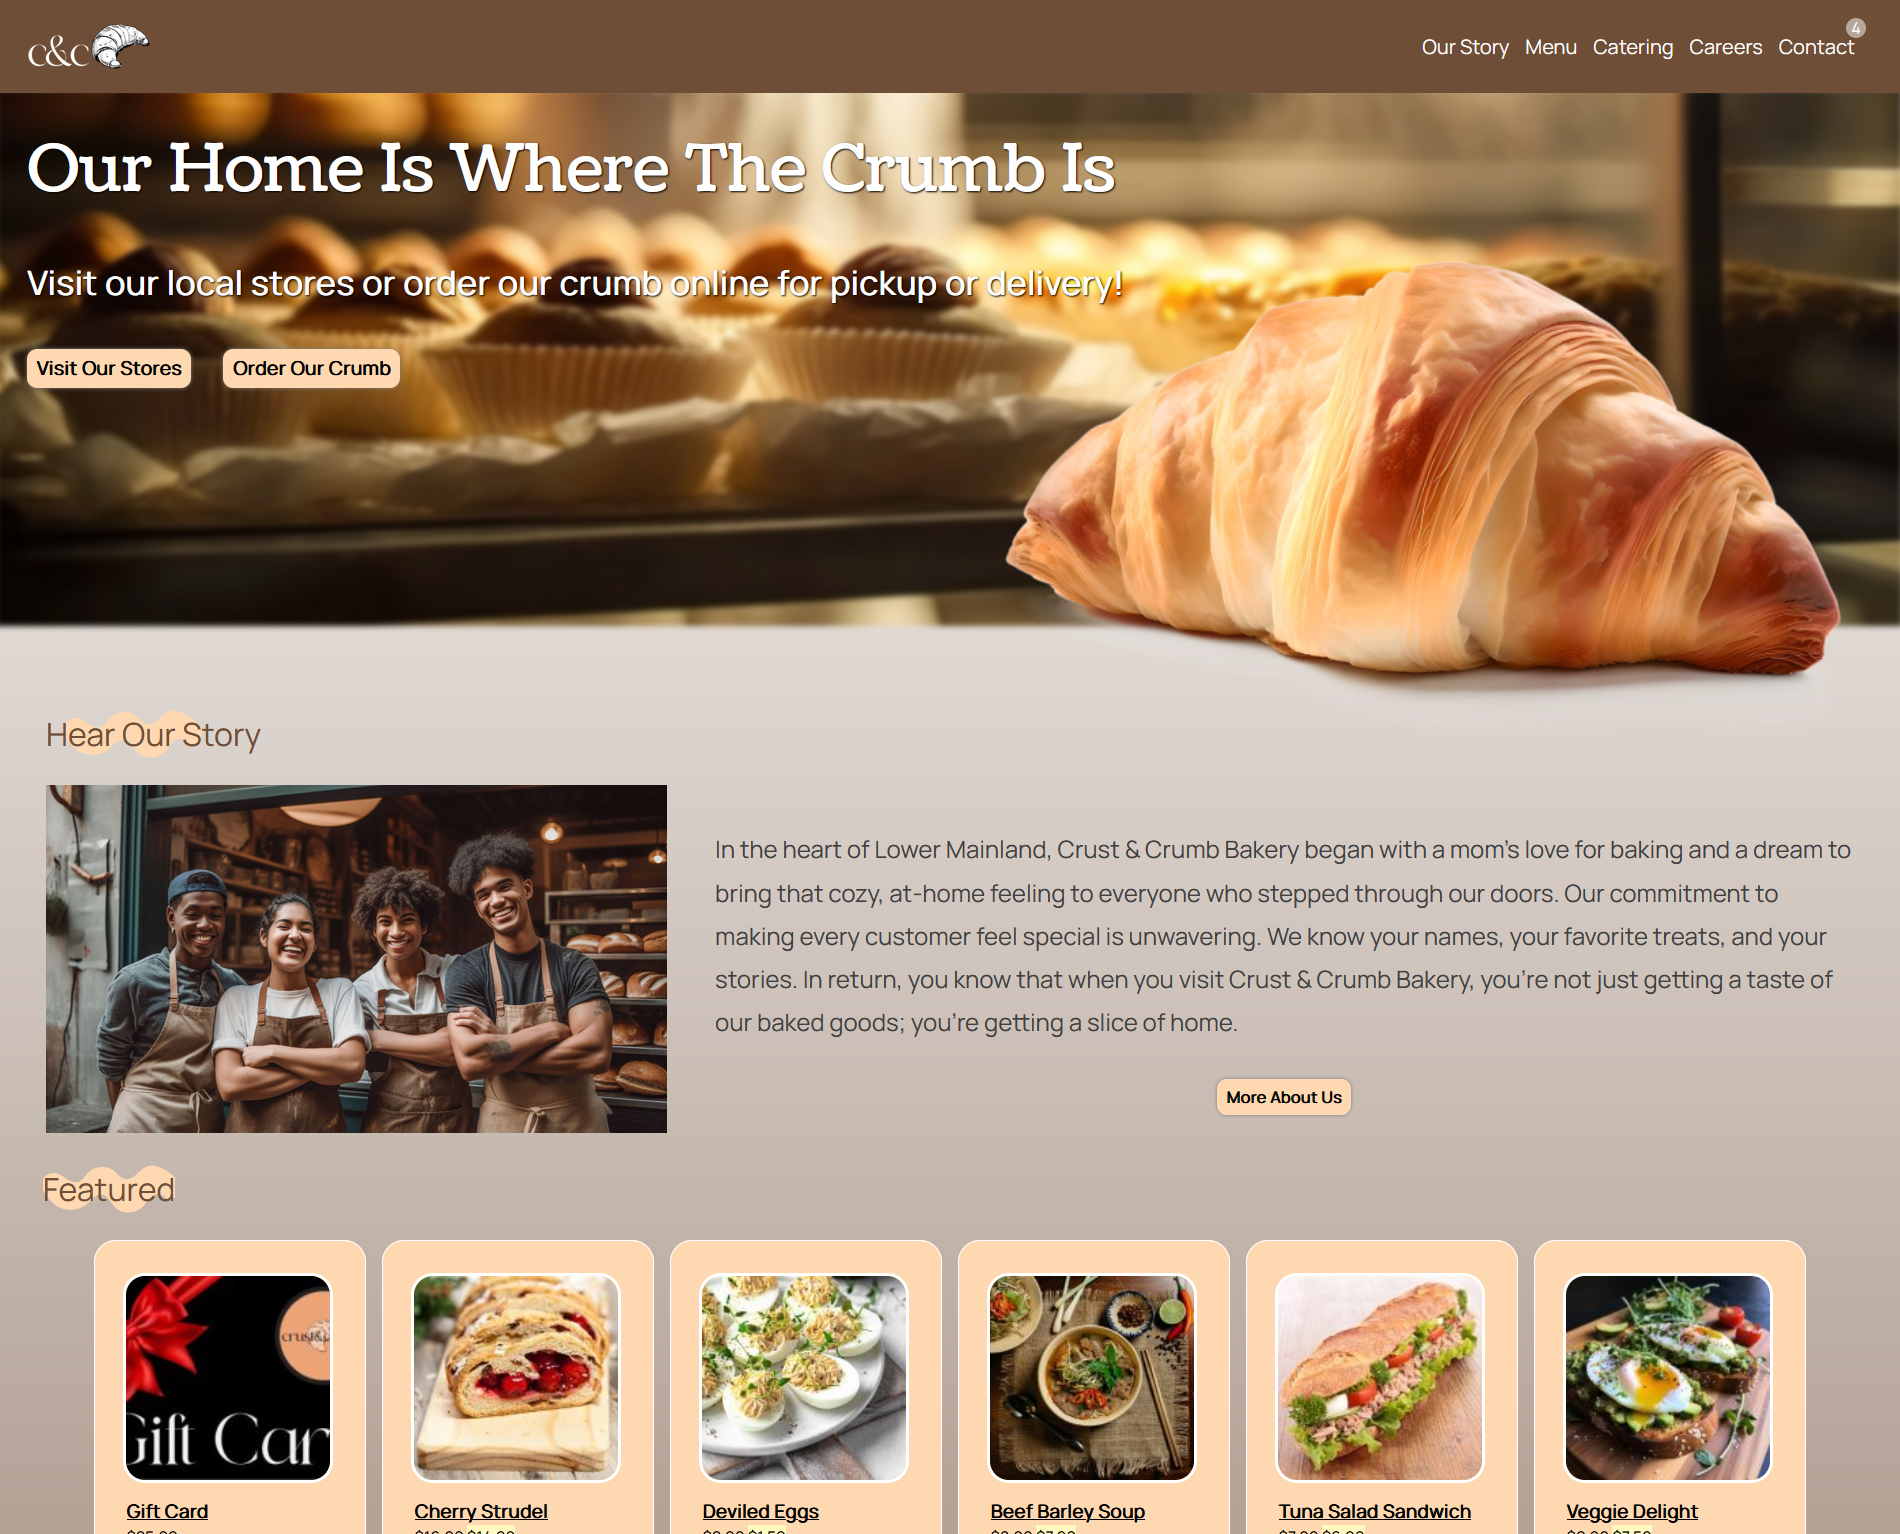 c&c
Our Story Menu Catering Careers Contact 4
Our Home Is Where The Crumb Is
Visit our local stores or order our crumb online for pickup or delivery!
Visit Our Stores Order Our Crumb
Hear Our Story
In the heart of Lower Mainland, Crust & Crumb Bakery began with a mom's love for baking and a dream to
bring that cozy, at-home feeling to everyone who stepped through our doors. Our commitment to
making every customer feel special is unwavering. We know your names, your favorite treats, and your
stories. In return, you know that when you visit Crust & Crumb Bakery, you're not just getting a taste of
our baked goods; you're getting a slice of home.
More About Us
Featured
crust&
Gift Car
Gift Card
Cherry Strudel
Deviled Eggs
Beef Barley Soup
Tuna Salad Sandwich
Veggie Delight